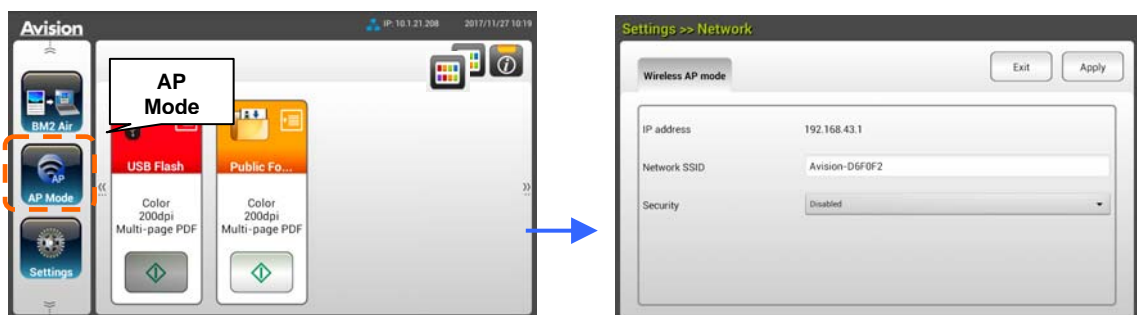 Avision
IP: 10.1.21.208 2017/11/27 10:19
BM2 Air
AP Mode
Settings
AP
Mode
USB Flash
Color
200dpi
Multi-page PDF
Public Fo...
Color
200dpi
Multi-page PDF
Settings >> Network
Wireless AP mode
Exit
Apply
IP address 192.168.43.1
Network SSID Avision-D6F0F2
Security Disabled